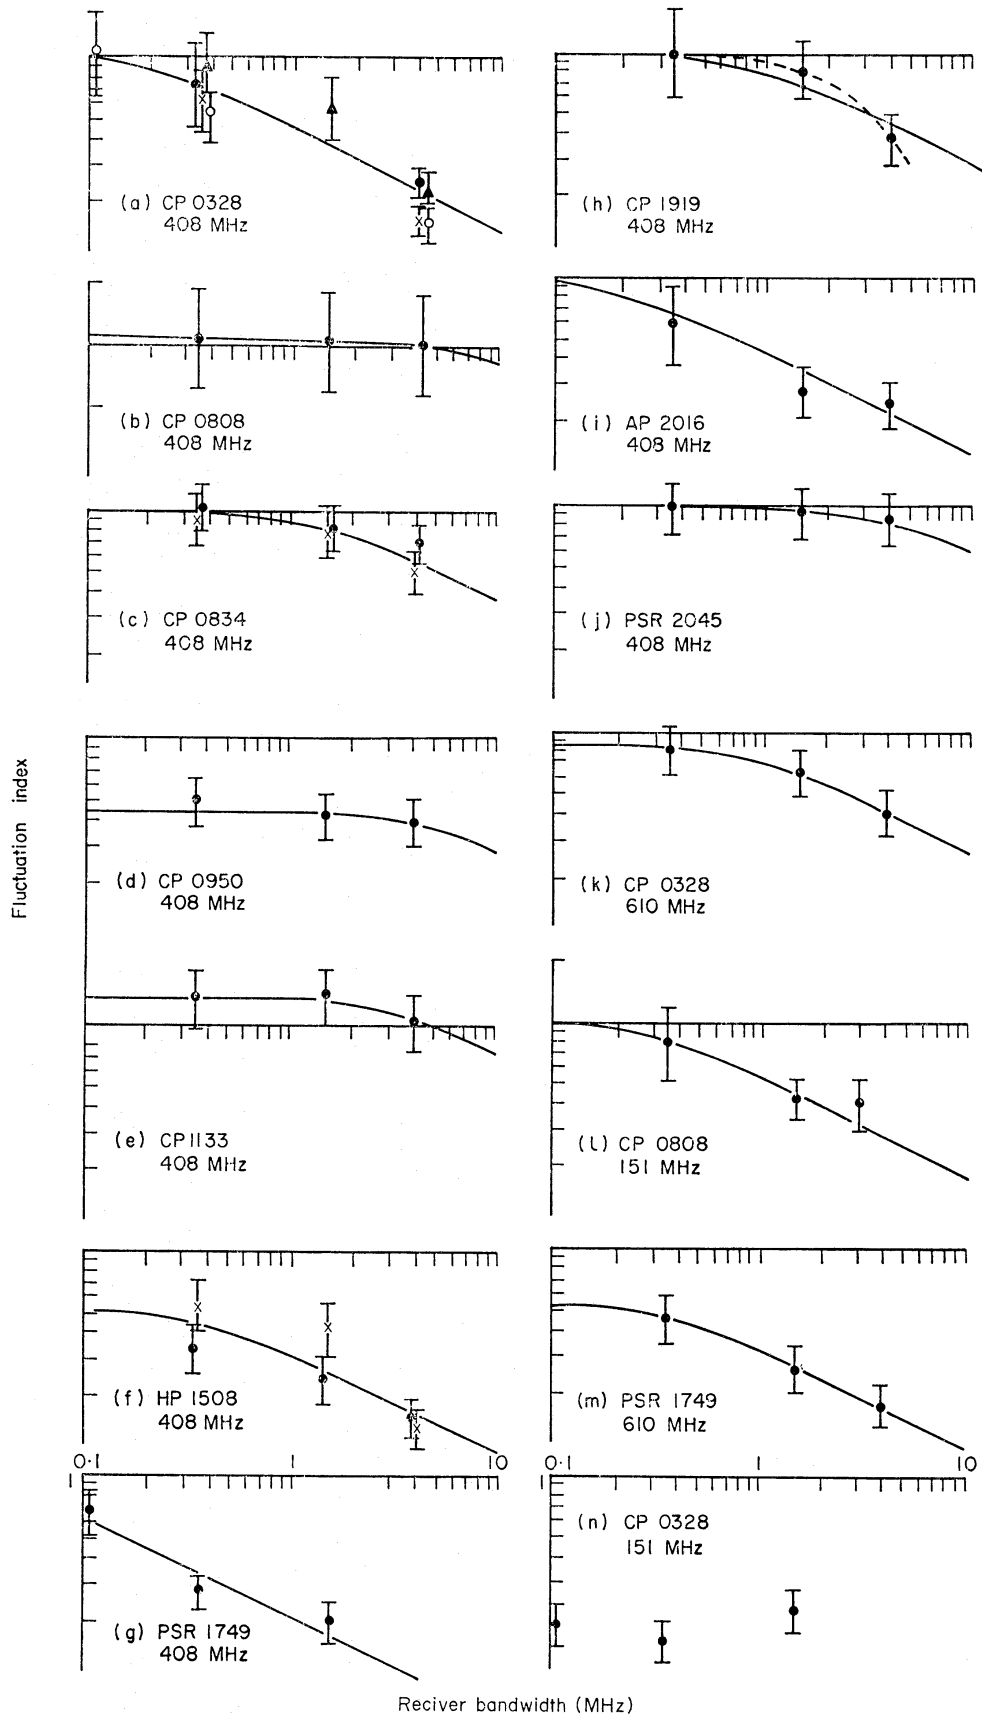 (a) CP 0328
408 MHz
(b) CP 0808
408 MHz
(c) CP 0834
408 MHz
(d) CP 0950
408 MHz
(e) CP 1133
408 MHz
(f) HP 1508
408 MHz
0·1 1 10
1
(g) PSR 1749
408 MHz
(h) CP 1919
408 MHz
(i) AP 2016
408 MHz
(j) PSR 2045
408 MHz
(k) CP 0328
610 MHz
(l) CP 0808
151 MHz
(m) PSR 1749
610 MHz
0·1 1 10
1
(n) CP 0328
151 MHz
Fluctuation index
Reciver bandwidth (MHz)